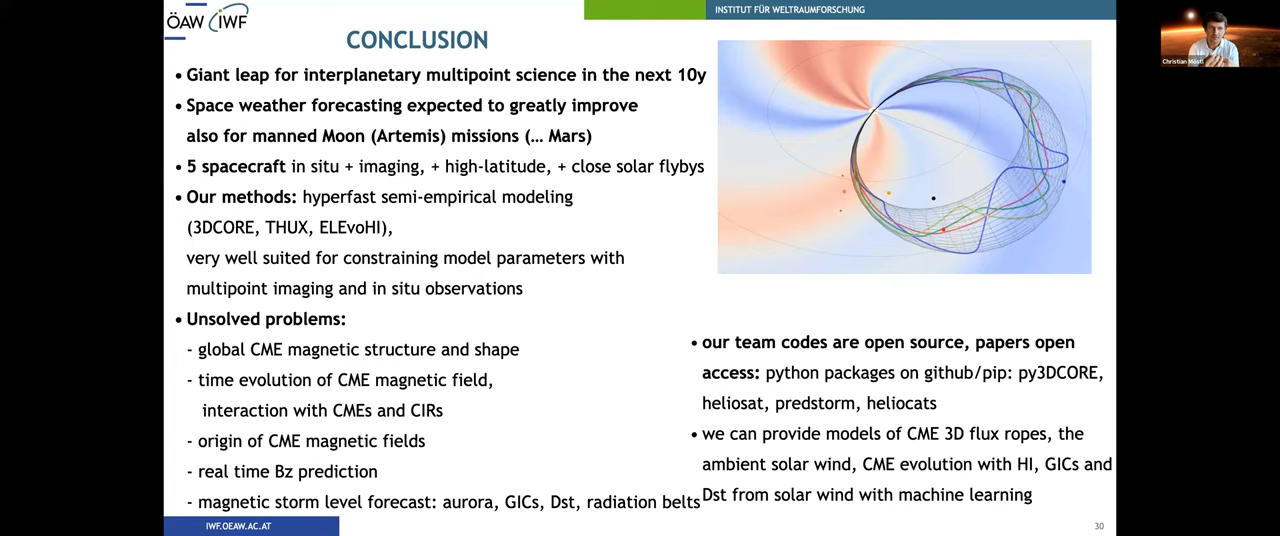 ÖAW IWF
INSTITUT FÜR WELTRAUMFORSCHUNG
CONCLUSION
• Giant leap for interplanetary multipoint science in the next 10y
• Space weather forecasting expected to greatly improve
also for manned Moon (Artemis) missions (… Mars)
• 5 spacecraft in situ + imaging, + high-latitude, + close solar flybys
• Our methods: hyperfast semi-empirical modeling
(3DCORE, THUX, ELEvoHI),
very well suited for constraining model parameters with
multipoint imaging and in situ observations
• Unsolved problems:
- global CME magnetic structure and shape
- time evolution of CME magnetic field,
interaction with CMEs and CIRs
- origin of CME magnetic fields
- real time Bz prediction
- magnetic storm level forecast: aurora, GICs, Dst, radiation belts
• our team codes are open source, papers open
access: python packages on github/pip: py3DCORE,
heliosat, predstorm, heliocats
• we can provide models of CME 3D flux ropes, the
ambient solar wind, CME evolution with HI, GICs and
Dst from solar wind with machine learning
IWF.OEAW.AC.AT
30
Christian Möstl